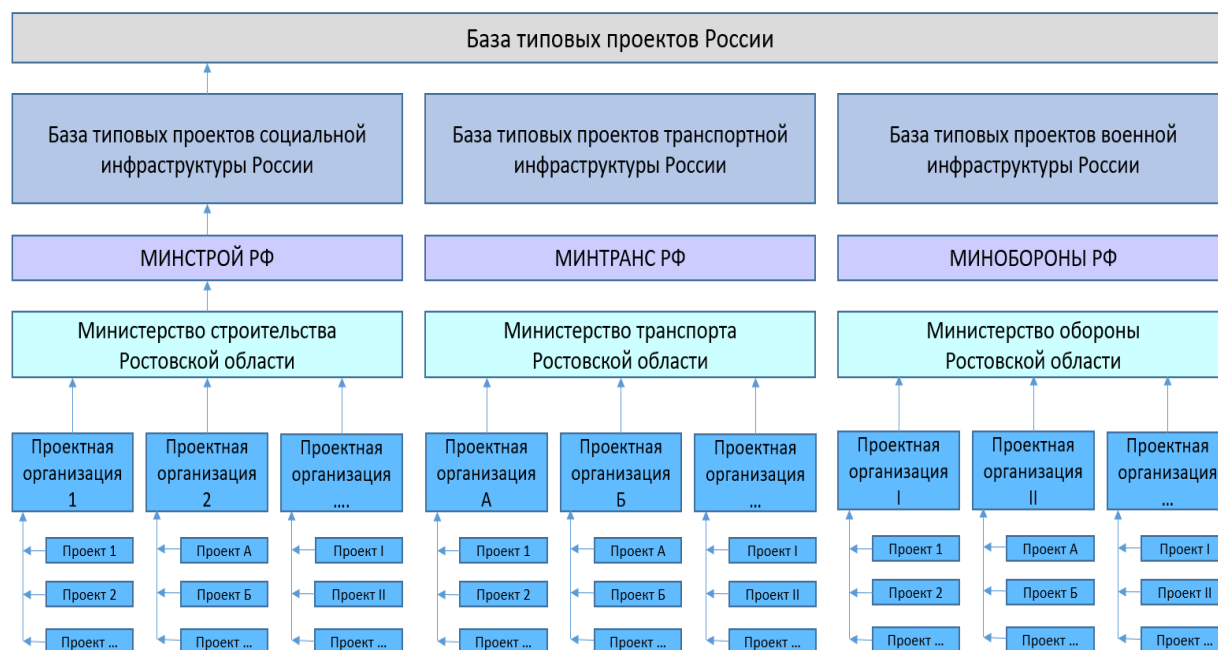 База типовых проектов России
База типовых проектов социальной
инфраструктуры России
База типовых проектов транспортной
инфраструктуры России
База типовых проектов военной
инфраструктуры России
МИНСТРОЙ РФ
МИНТРАНС РФ
МИНОБОРОНЫ РФ
Министерство строительства
Ростовской области
Министерство транспорта
Ростовской области
Министерство обороны
Ростовской области
Проектная
организация
1
Проектная
организация
2
Проектная
организация
....
Проектная
организация
А
Проектная
организация
Б
Проектная
организация
...
Проектная
организация
I
Проектная
организация
II
Проектная
организация
...
Проект 1
Проект А
Проект I
Проект 1
Проект А
Проект I
Проект 1
Проект А
Проект I
Проект 2
Проект Б
Проект II
Проект 2
Проект Б
Проект II
Проект 2
Проект Б
Проект II
Проект ...
Проект ...
Проект ...
Проект ...
Проект ...
Проект ...
Проект ...
Проект ...
Проект ...